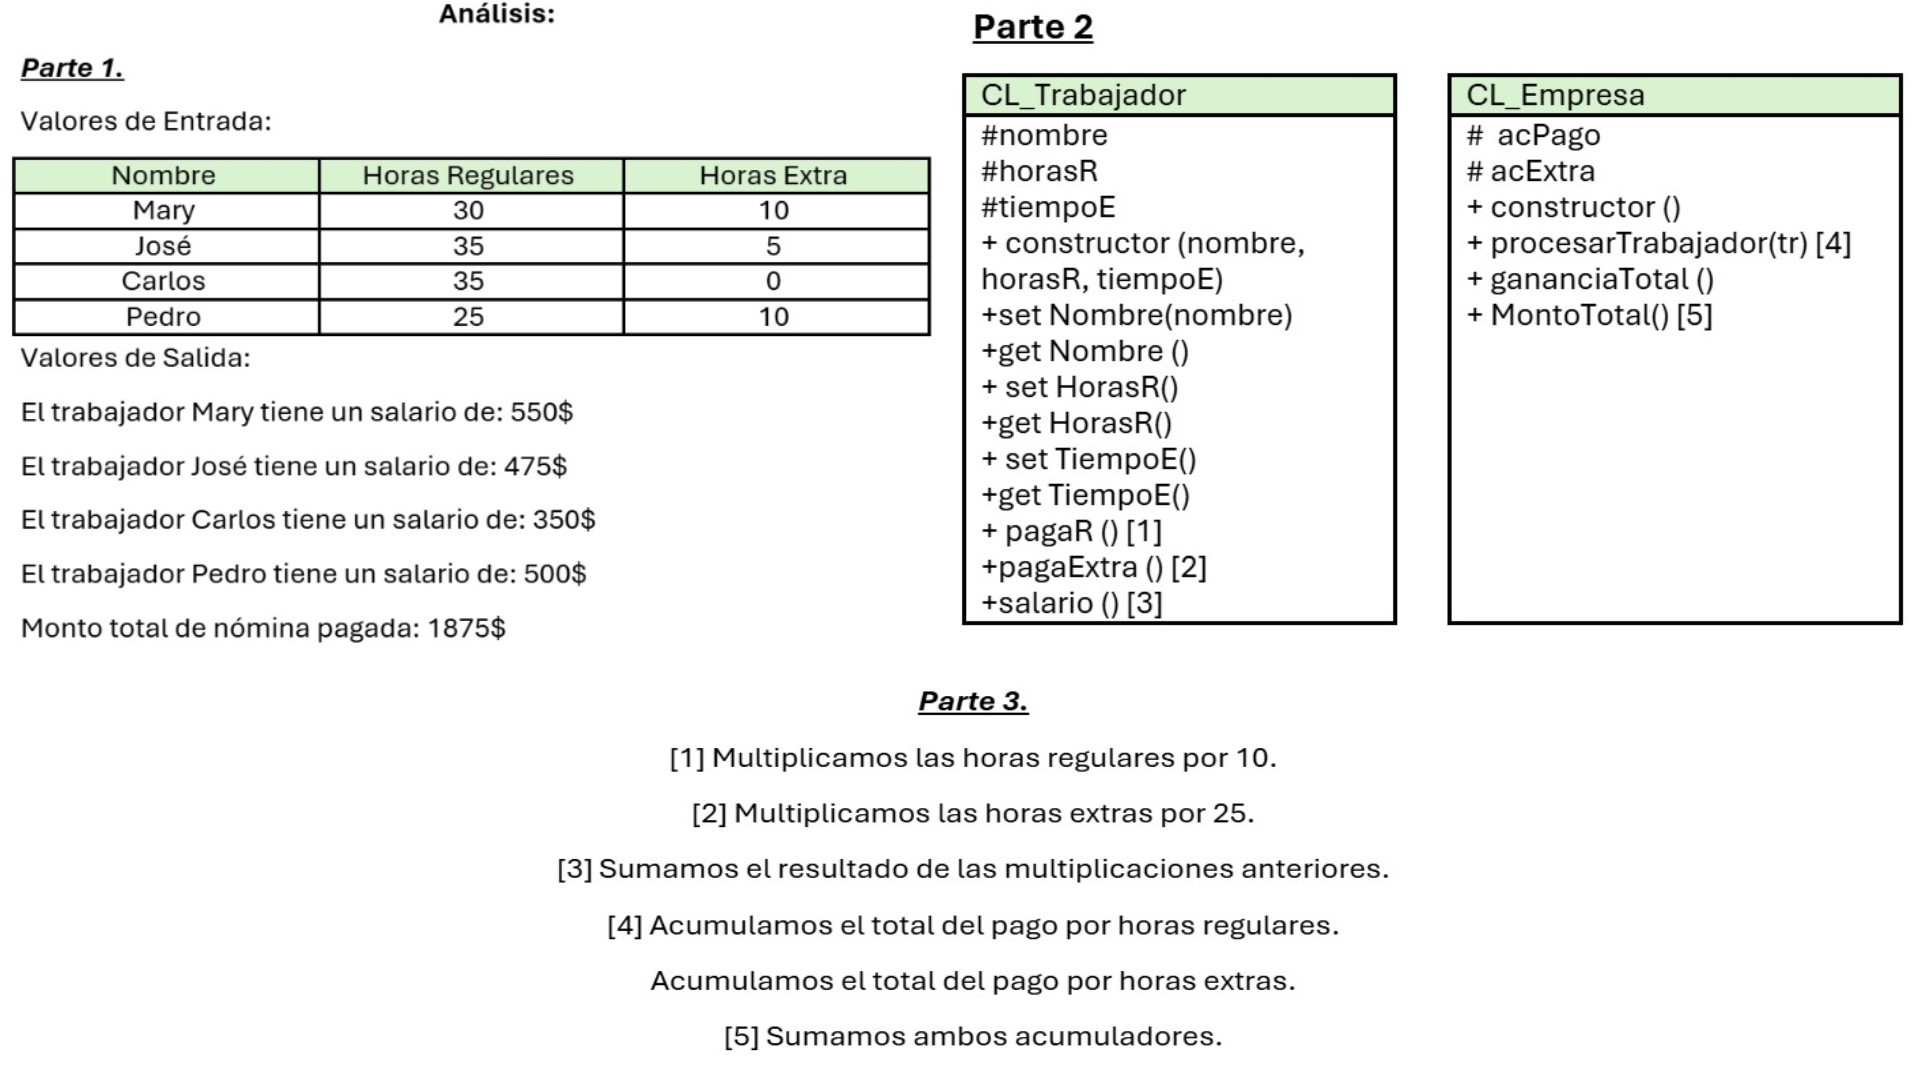 Análisis:
Parte 1.
Valores de Entrada:
Nombre Horas Regulares Horas Extra
Mary 30 10
José 35 5
Carlos 35 0
Pedro 25 10
Valores de Salida:
El trabajador Mary tiene un salario de: 550$
El trabajador José tiene un salario de: 475$
El trabajador Carlos tiene un salario de: 350$
El trabajador Pedro tiene un salario de: 500$
Monto total de nómina pagada: 1875$
Parte 2
CL_Trabajador
#nombre
#horasR
#tiempoE
+ constructor (nombre,
horasR, tiempoE)
+set Nombre(nombre)
+get Nombre ()
+ set HorasR()
+get HorasR()
+ set TiempoE()
+get TiempoE()
+ pagaR () [1]
+pagaExtra () [2]
+salario () [3]
CL_Empresa
# acPago
# acExtra
+ constructor ()
+ procesarTrabajador(tr) [4]
+ gananciaTotal ()
+ MontoTotal() [5]
Parte 3.
[1] Multiplicamos las horas regulares por 10.
[2] Multiplicamos las horas extras por 25.
[3] Sumamos el resultado de las multiplicaciones anteriores.
[4] Acumulamos el total del pago por horas regulares.
Acumulamos el total del pago por horas extras.
[5] Sumamos ambos acumuladores.